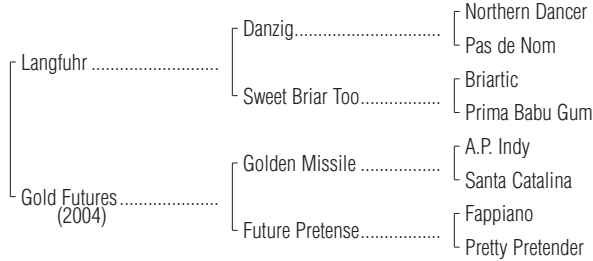 Northern Dancer
Danzig................................
Pas de Nom
Langfuhr ............................
Briartic
Sweet Briar Too..................
Prima Babu Gum
A.P. Indy
Golden Missile ..................
Santa Catalina
Gold Futures......................
(2004)
Fappiano
Future Pretense..................
Pretty Pretender